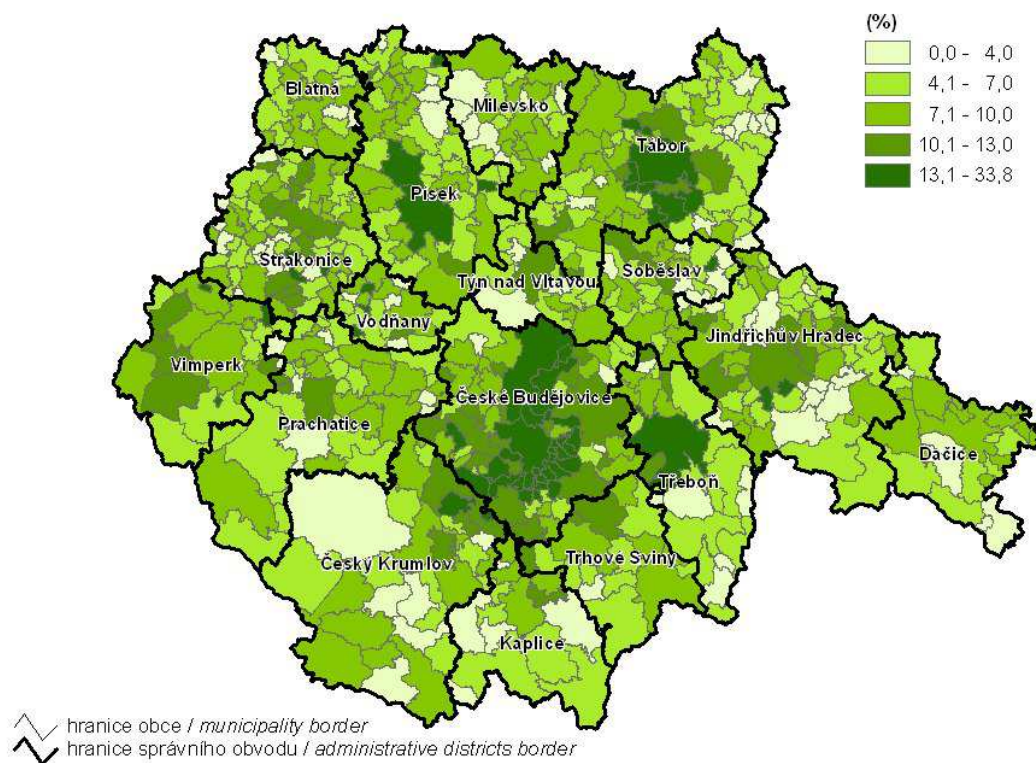 (%)
0,0 - 4,0
4,1 - 7,0
7,1 - 10,0
10,1 - 13,0
13,1 - 33,8
Blatná
Milevsko
Tábor
Písek
Strakonice
Týn nad Vltavou
Soběslav
Vodňany
Jindřichův Hradec
Vimperk
České Budějovice
Prachatice
Dačice
Třeboň
Český Krumlov
Trhové Sviny
Kaplice
hranice obce / municipality border
hranice správního obvodu / administrative districts border